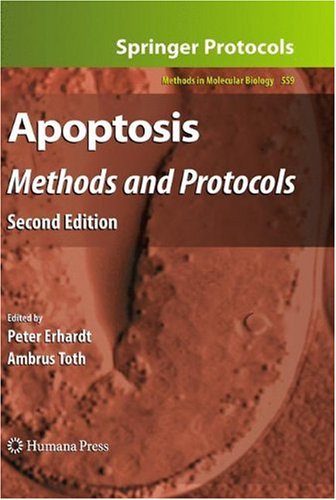 Springer Protocols
Methods in Molecular Biology 559
Apoptosis
Methods and Protocols
Second Edition
Edited by
Peter Erhardt
Ambrus Toth
Humana Press